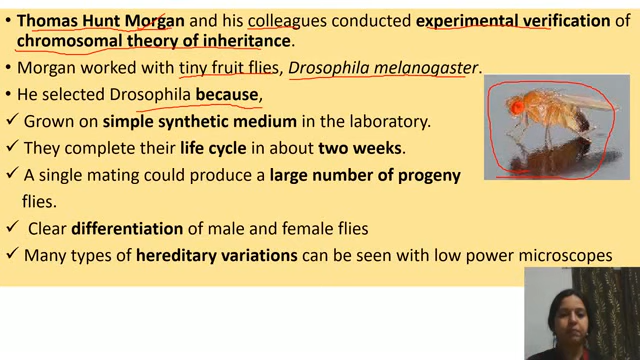 • Thomas Hunt Morgan and his colleagues conducted experimental verification of
chromosomal theory of inheritance.
• Morgan worked with tiny fruit flies, Drosophila melanogaster.
• He selected Drosophila because,
✓ Grown on simple synthetic medium in the laboratory.
✓ They complete their life cycle in about two weeks.
✓ A single mating could produce a large number of progeny
flies.
✓ Clear differentiation of male and female flies
✓ Many types of hereditary variations can be seen with low power microscopes